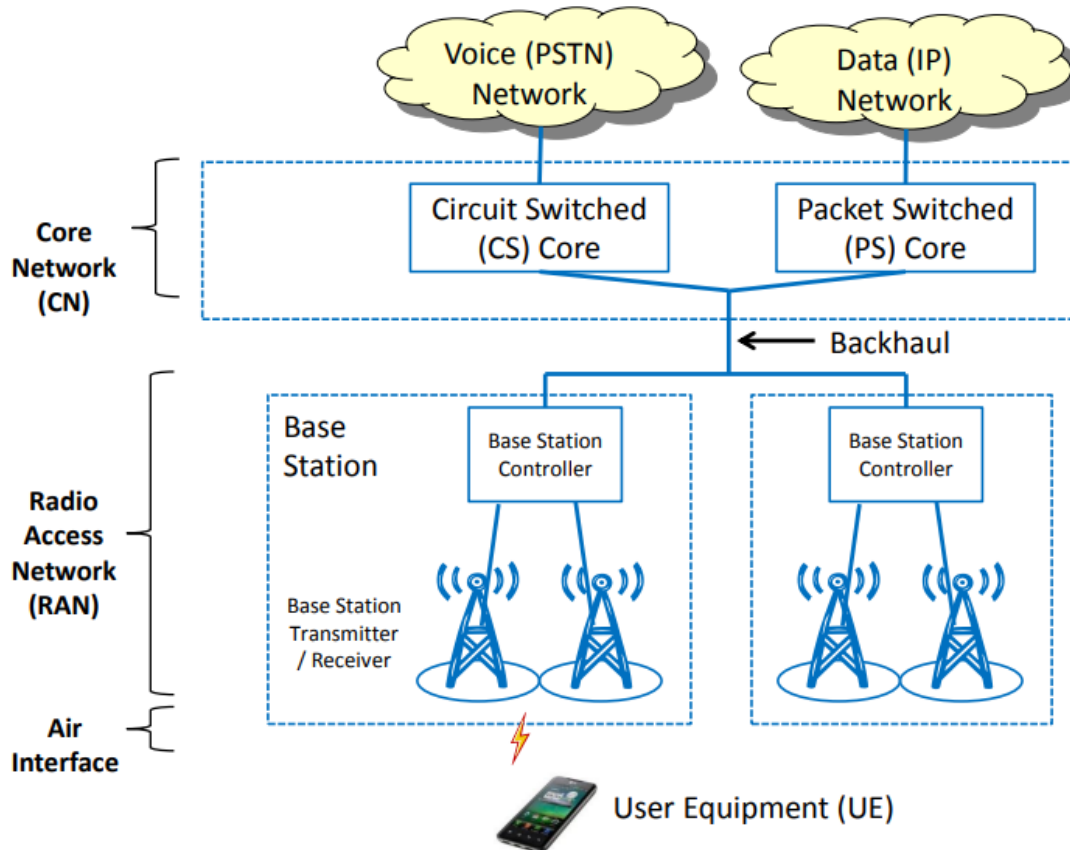 Voice (PSTN)
Network
Data (IP)
Network
Circuit Switched
(CS) Core
Packet Switched
(PS) Core
Core
Network
(CN)
Backhaul
Base
Station
Base Station
Controller
Base Station
Controller
Radio
Access
Network
(RAN)
Base Station
Transmitter
/ Receiver
Air
Interface
User Equipment (UE)